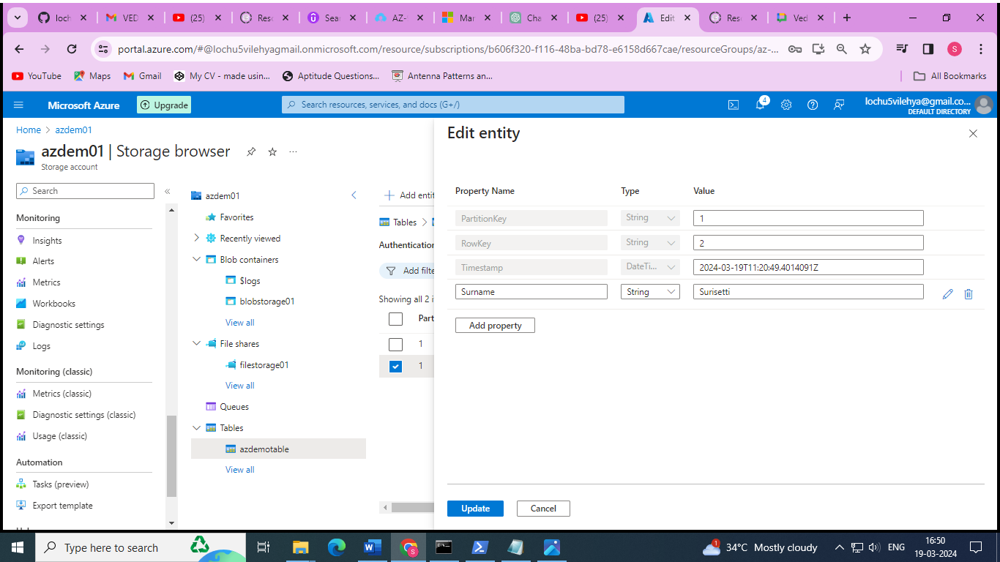 loch
VED
(25)
Reso
Sear
AZ-
Mar
Cha
(25)
Edit
Res
Ved
portal.azure.com/#@lochu5vilehyagmail.onmicrosoft.com/resource/subscriptions/b606f320-f116-48ba-bd78-e6158d667cae/resourceGroups/az-...
S
YouTube
Maps
Gmail
My CV - made usin...
Aptitude Questions...
Antenna Patterns an...
All Bookmarks
Microsoft Azure
Upgrade
Search resources, services, and docs (G+/)
4
lochu5vilehya@gmail.co...
DEFAULT DIRECTORY
Home > azdem01
azdem01 | Storage browser
...
Storage account
Search
«
Monitoring
Insights
Alerts
Metrics
Workbooks
Diagnostic settings
Logs
Monitoring (classic)
Metrics (classic)
Diagnostic settings (classic)
Usage (classic)
Automation
Tasks (preview)
Export template
azdem01
Favorites
Recently viewed
Blob containers
$logs
blobstorage01
View all
File shares
filestorage01
View all
Queues
Tables
azdemotable
View all
Add entit
Tables >
Authentication
Add filte
Showing all 2 i
Part
1
1
Edit entity
Property Name Type Value
PartitionKey String 1
RowKey String 2
Timestamp DateTi... 2024-03-19T11:20:49.4014091Z
Surname String Surisetti
Add property
Update
Cancel
Type here to search
1
34°C Mostly cloudy
ENG
16:50
19-03-2024